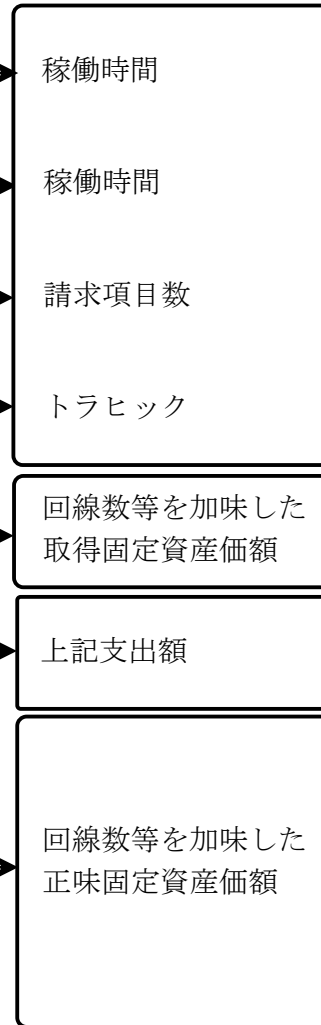 稼働時間
稼働時間
請求項目数
トラヒック
回線数等を加味した
取得固定資産価額
上記支出額
回線数等を加味した
正味固定資産価額